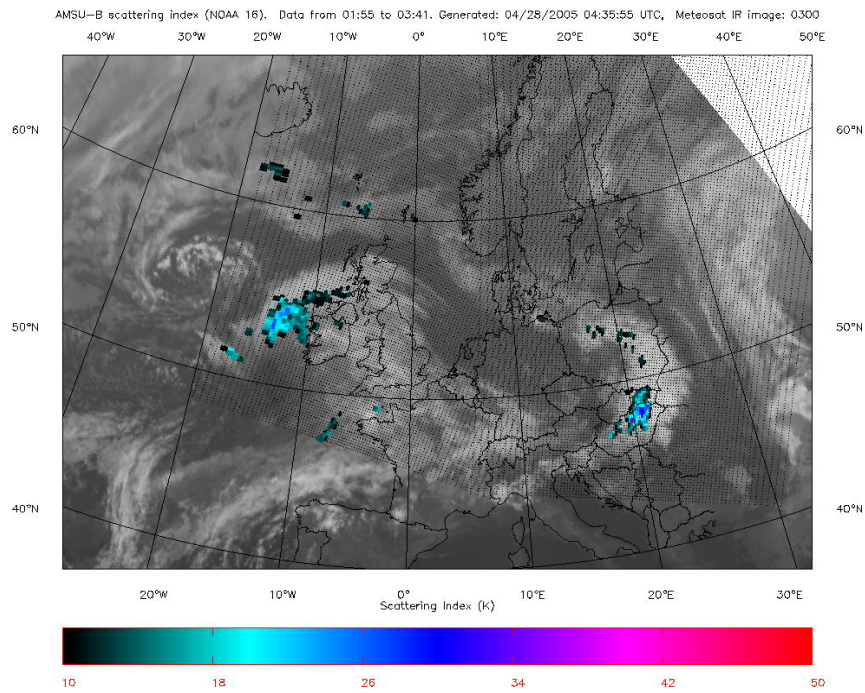 AMSU-B scattering index (NOAA 16). Data from 01:55 to 03:41. Generated: 04/28/2005 04:35:55 UTC, Meteosat IR image: 0300
40°W 30°W 20°W 10°W 0°E 10°E 20°E 30°E 40°E 50°E
60°N 60°N
50°N 50°N
40°N 40°N
20°W 10°W 0°E 10°E 20°E 30°E
Scattering Index (K)
10 18 26 34 42 50